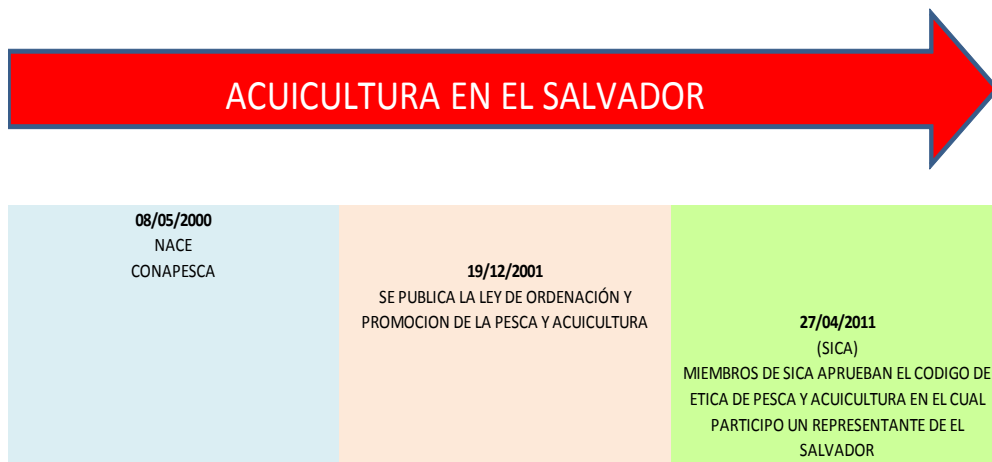 ACUICULTURA EN EL SALVADOR
08/05/2000
NACE
CONAPESCA
19/12/2001
SE PUBLICA LA LEY DE ORDENACIÓN Y
PROMOCION DE LA PESCA Y ACUICULTURA
27/04/2011
(SICA)
MIEMBROS DE SICA APRUEBAN EL CODIGO DE
ETICA DE PESCA Y ACUICULTURA EN EL CUAL
PARTICIPO UN REPRESENTANTE DE EL
SALVADOR